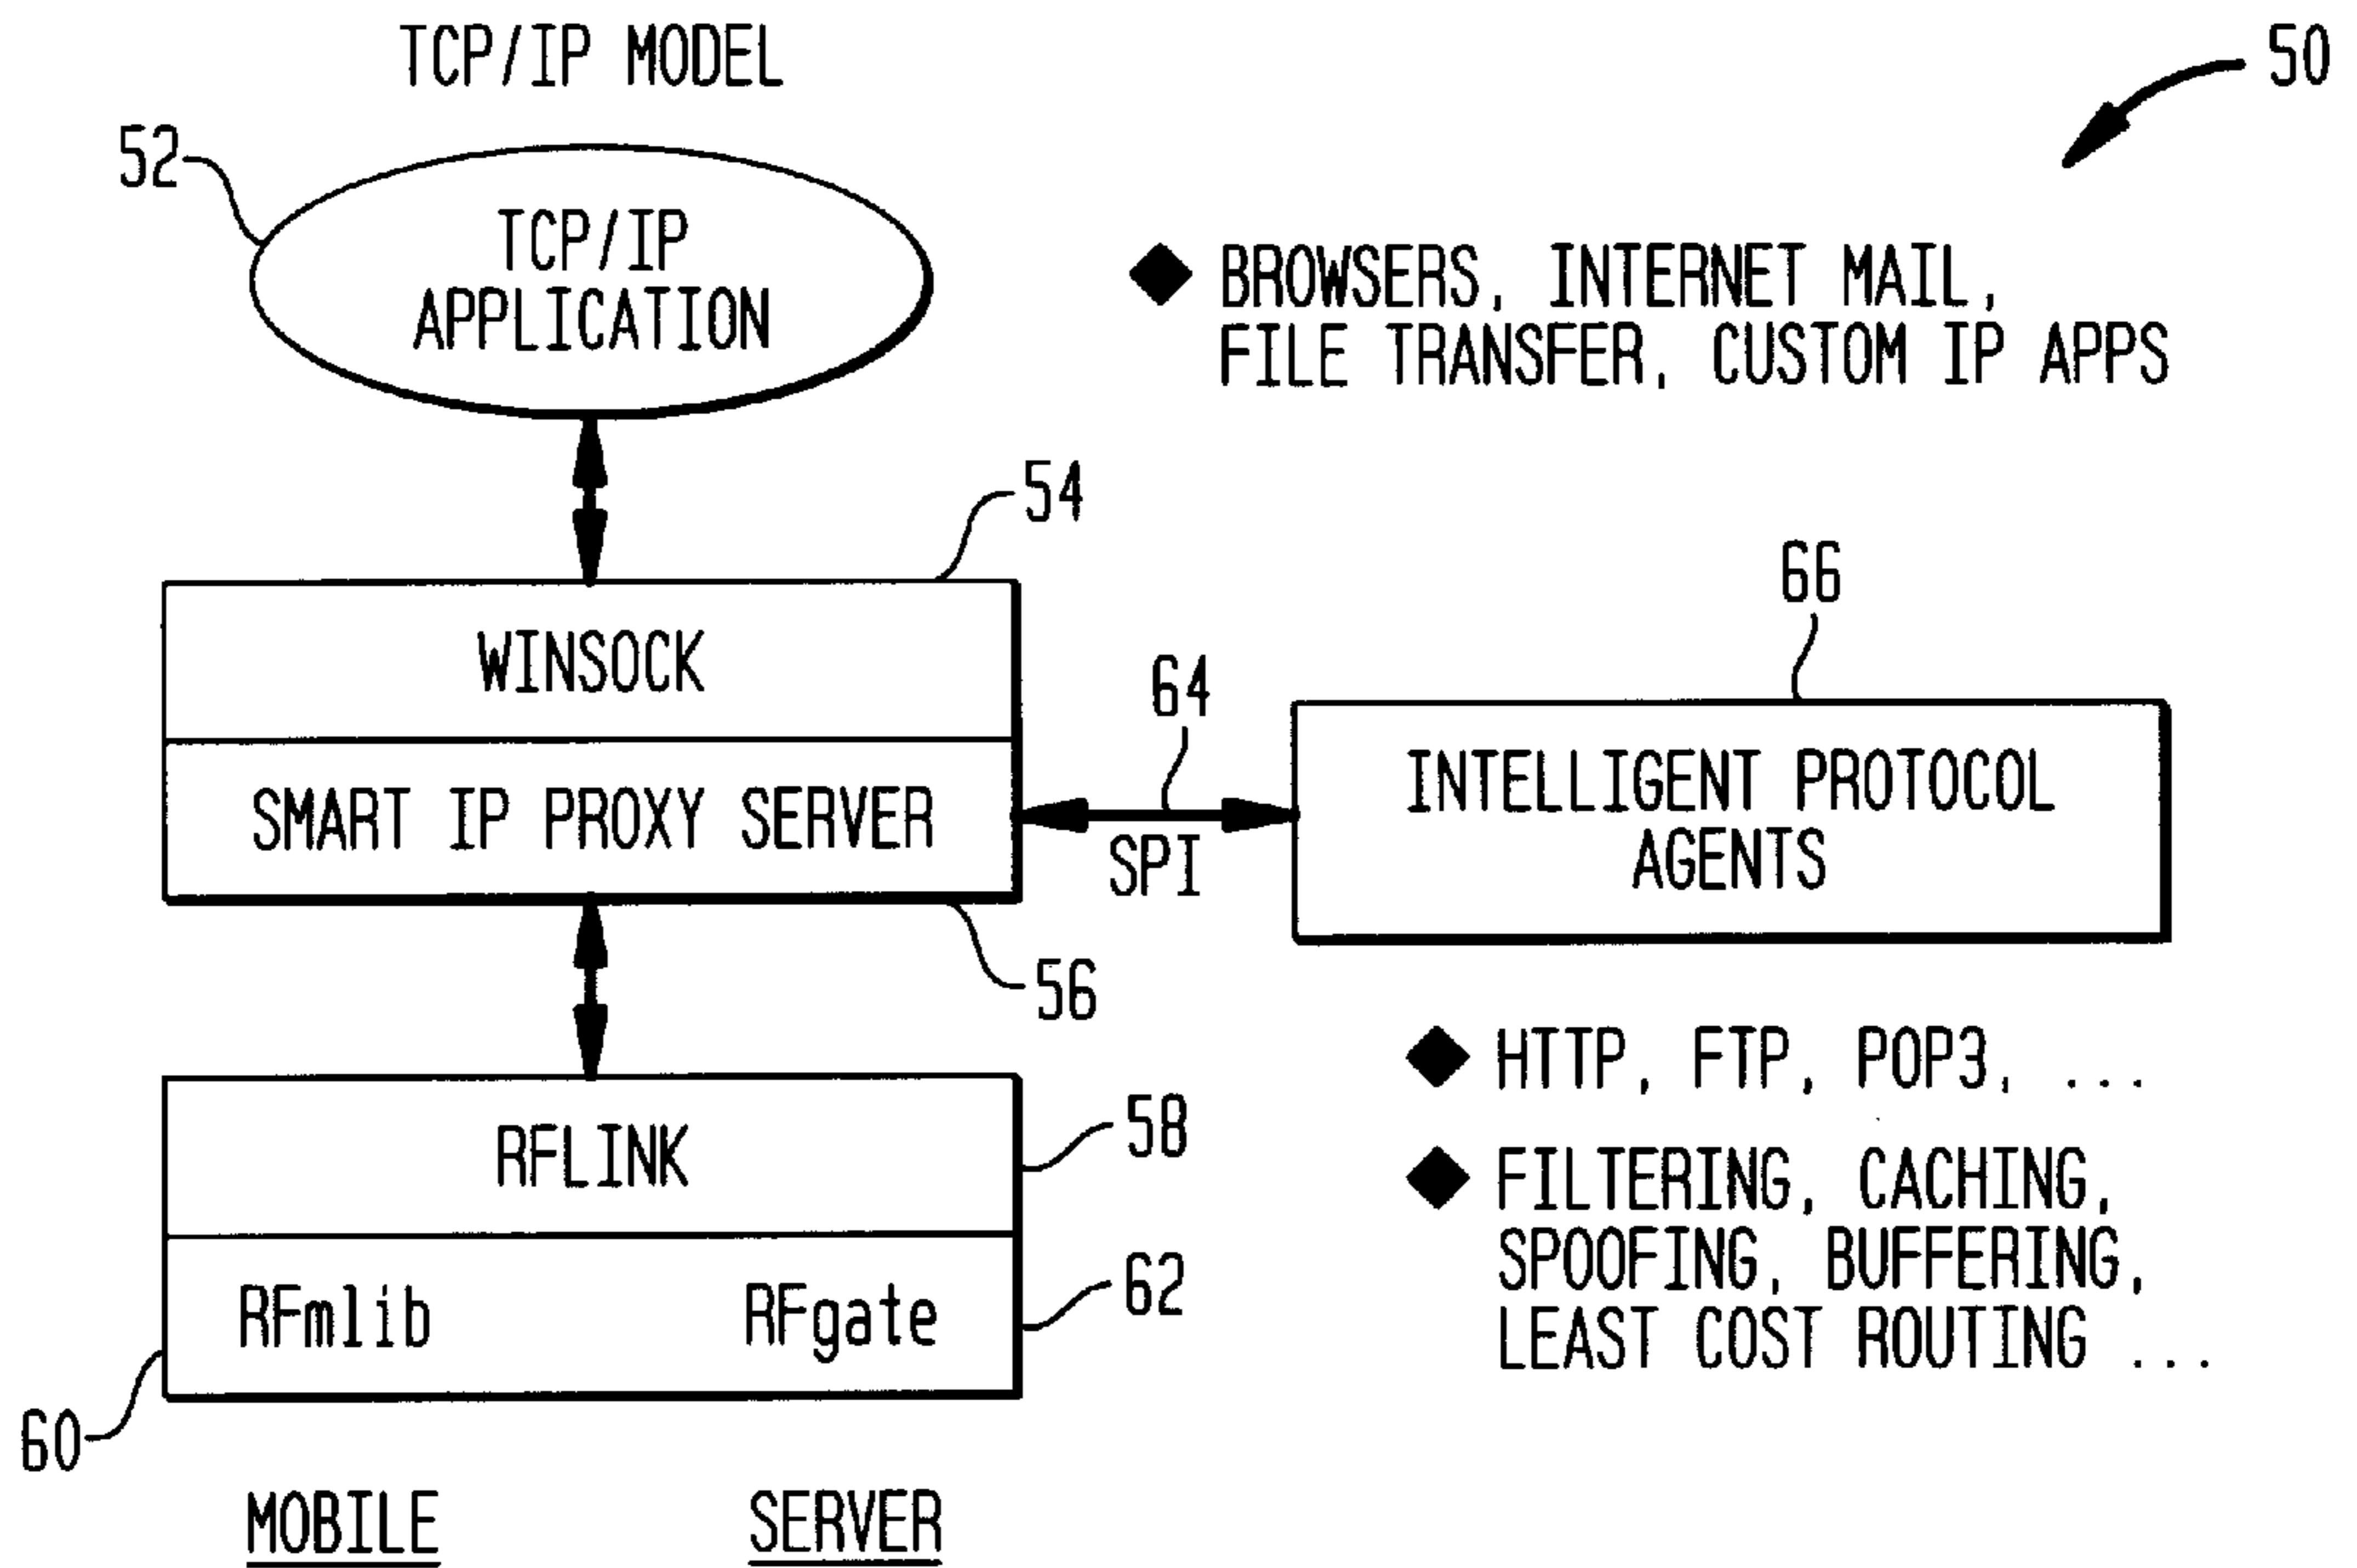 TCP/IP MODEL
50
52
TCP/IP
APPLICATION
◆ BROWSERS, INTERNET MAIL,
FILE TRANSFER, CUSTOM IP APPS
54
WINSOCK
SMART IP PROXY SERVER
56
64
SPI
66
INTELLIGENT PROTOCOL
AGENTS
◆ HTTP, FTP, POP3, ...
◆ FILTERING, CACHING,
SPOOFING, BUFFERING,
LEAST COST ROUTING ...
RFLINK
58
RFmlib
RFgate
62
60
MOBILE
SERVER